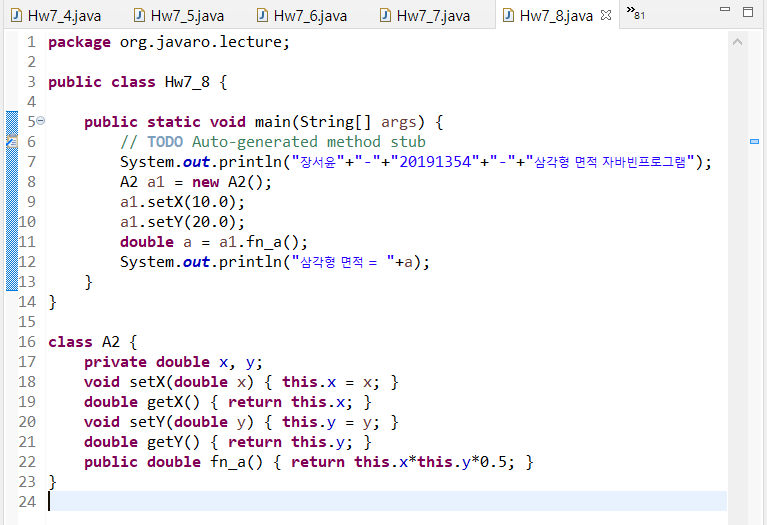 Hw7_4.java Hw7_5.java Hw7_6.java Hw7_7.java Hw7_8.java »81
1 package org.javaro.lecture;
2
3 public class Hw7_8 {
4
5 public static void main(String[] args) {
6 // TODO Auto-generated method stub
7 System.out.println("장서윤"+"-"+"20191354"+"-"+"삼각형 면적 자바빈프로그램");
8 A2 a1 = new A2();
9 a1.setX(10.0);
10 a1.setY(20.0);
11 double a = a1.fn_a();
12 System.out.println("삼각형 면적 = "+a);
13 }
14 }
15
16 class A2 {
17 private double x, y;
18 void setX(double x) { this.x = x; }
19 double getX() { return this.x; }
20 void setY(double y) { this.y = y; }
21 double getY() { return this.y; }
22 public double fn_a() { return this.x*this.y*0.5; }
23 }
24